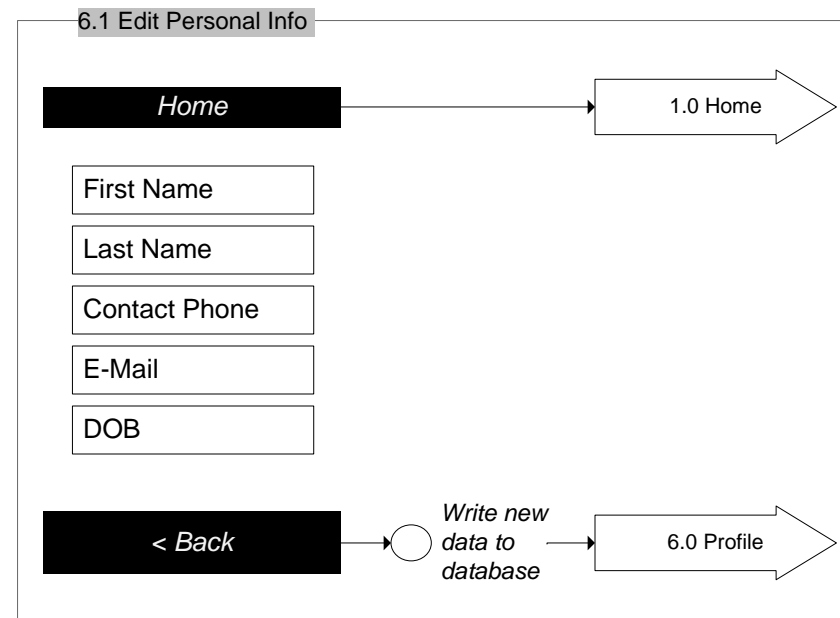 6.1 Edit Personal Info
Home
1.0 Home
First Name
Last Name
Contact Phone
E-Mail
DOB
< Back
Write new
data to
database
6.0 Profile